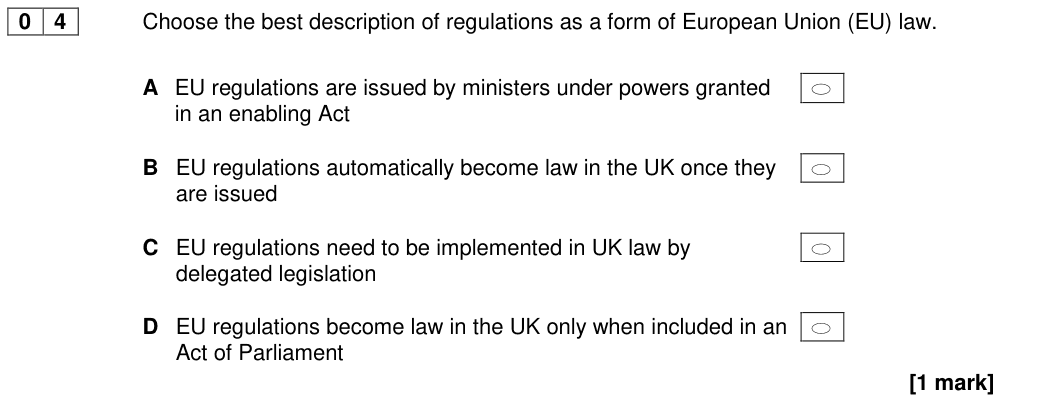 0 4 Choose the best description of regulations as a form of European Union (EU) law.
A EU regulations are issued by ministers under powers granted
in an enabling Act
B EU regulations automatically become law in the UK once they
are issued
C EU regulations need to be implemented in UK law by
delegated legislation
D EU regulations become law in the UK only when included in an
Act of Parliament
[1 mark]